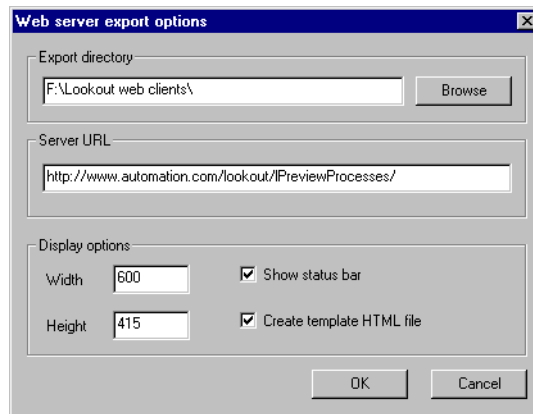 Web server export options
Export directory
F:\Lookout web clients\
Browse
Server URL
http://www.automation.com/lookout/IPreviewProcesses/
Display options
Width 600 Show status bar
Height 415 Create template HTML file
OK Cancel